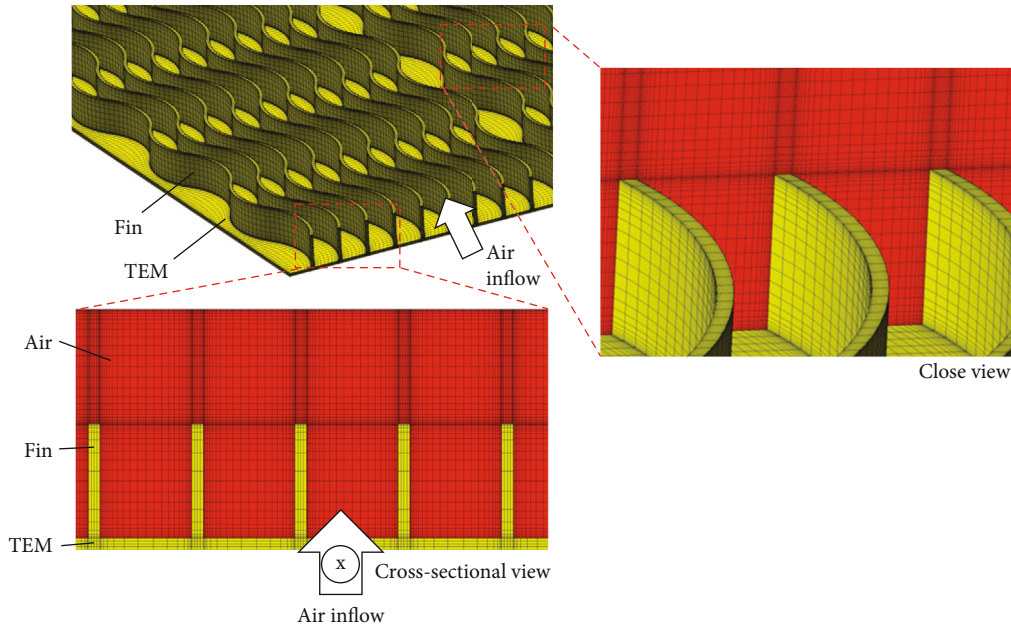 Fin
TEM
Air
inflow
Close view
Air
Fin
TEM
x
Cross-sectional view
Air inflow